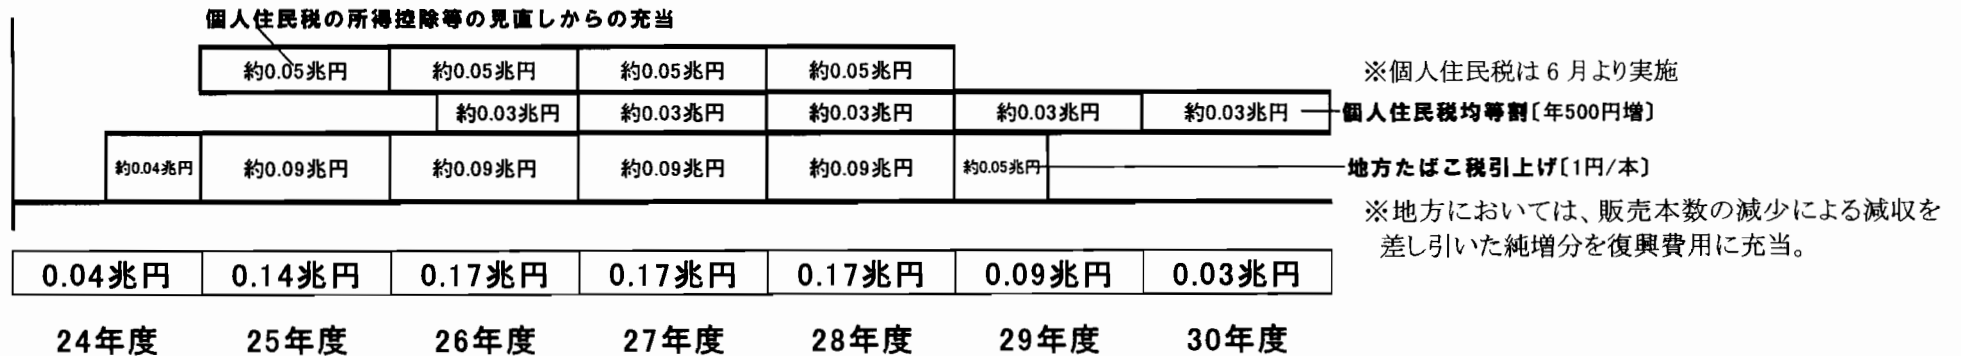 個人住民税の所得控除等の見直しからの充当
約0.05兆円 約0.05兆円 約0.05兆円 約0.05兆円
※個人住民税は6月より実施
約0.03兆円 約0.03兆円 約0.03兆円 約0.03兆円 約0.03兆円
個人住民税均等割〔年500円増〕
約0.04兆円 約0.09兆円 約0.09兆円 約0.09兆円 約0.09兆円 約0.05兆円
地方たばこ税引上げ〔1円/本〕
※地方においては、販売本数の減少による減収を
差し引いた純増分を復興費用に充当。
0.04兆円 0.14兆円 0.17兆円 0.17兆円 0.17兆円 0.09兆円 0.03兆円
24年度 25年度 26年度 27年度 28年度 29年度 30年度